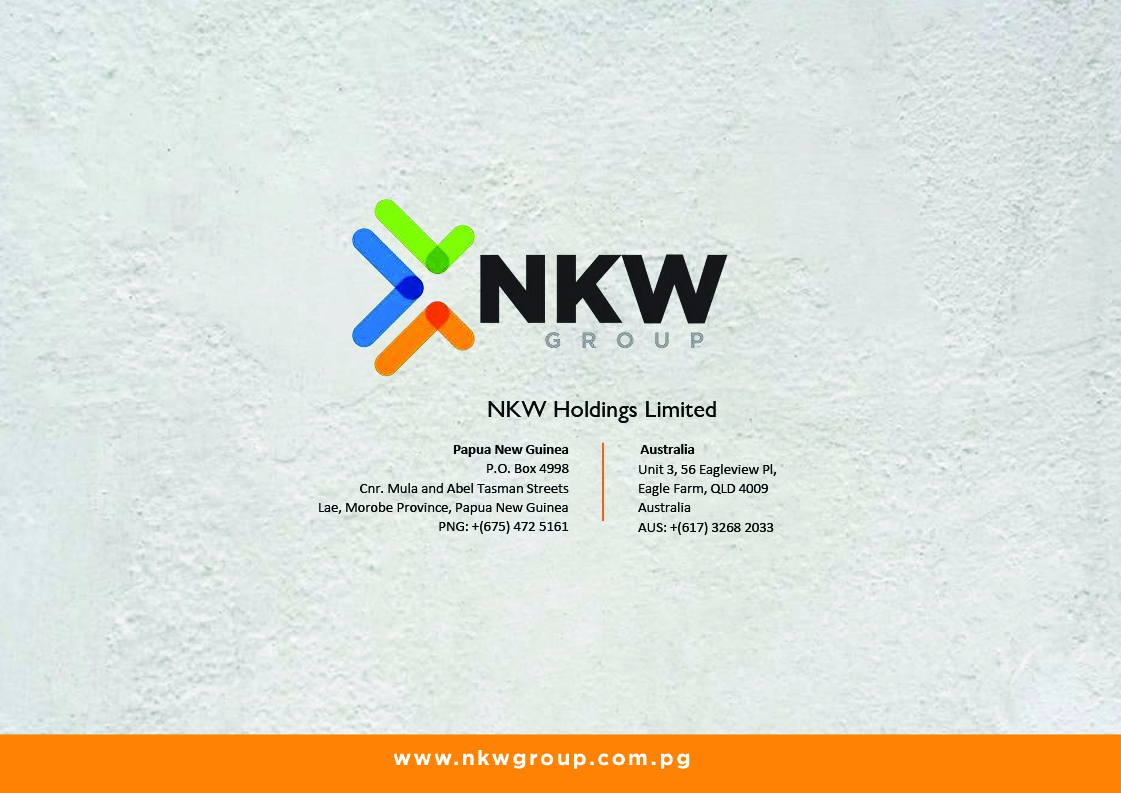 NKW
GROUP
NKW Holdings Limited
Papua New Guinea
P.O. Box 4998
Cnr. Mula and Abel Tasman Streets
Lae, Morobe Province, Papua New Guinea
PNG: +(675) 472 5161
Australia
Unit 3, 56 Eagleview Pl,
Eagle Farm, QLD 4009
Australia
AUS: +(617) 3268 2033
www.nkwgroup.com.pg